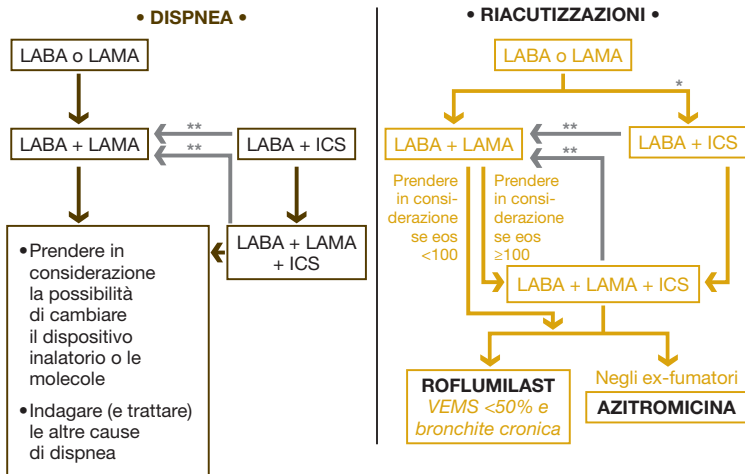 • DISPNEA •
LABA o LAMA
LABA + LAMA
**
**
LABA + ICS
LABA + LAMA
+ ICS
•Prendere in
considerazione
la possibilità
di cambiare
il dispositivo
inalatorio o le
molecole
•Indagare (e trattare)
le altre cause
di dispnea
• RIACUTIZZAZIONI •
LABA o LAMA
*
LABA + LAMA
**
**
LABA + ICS
Prendere
in consi-
derazione
se eos
<100
Prendere
in consi-
derazione
se eos
≥100
LABA + LAMA + ICS
ROFLUMILAST
VEMS <50% e
bronchite cronica
Negli ex-fumatori
AZITROMICINA